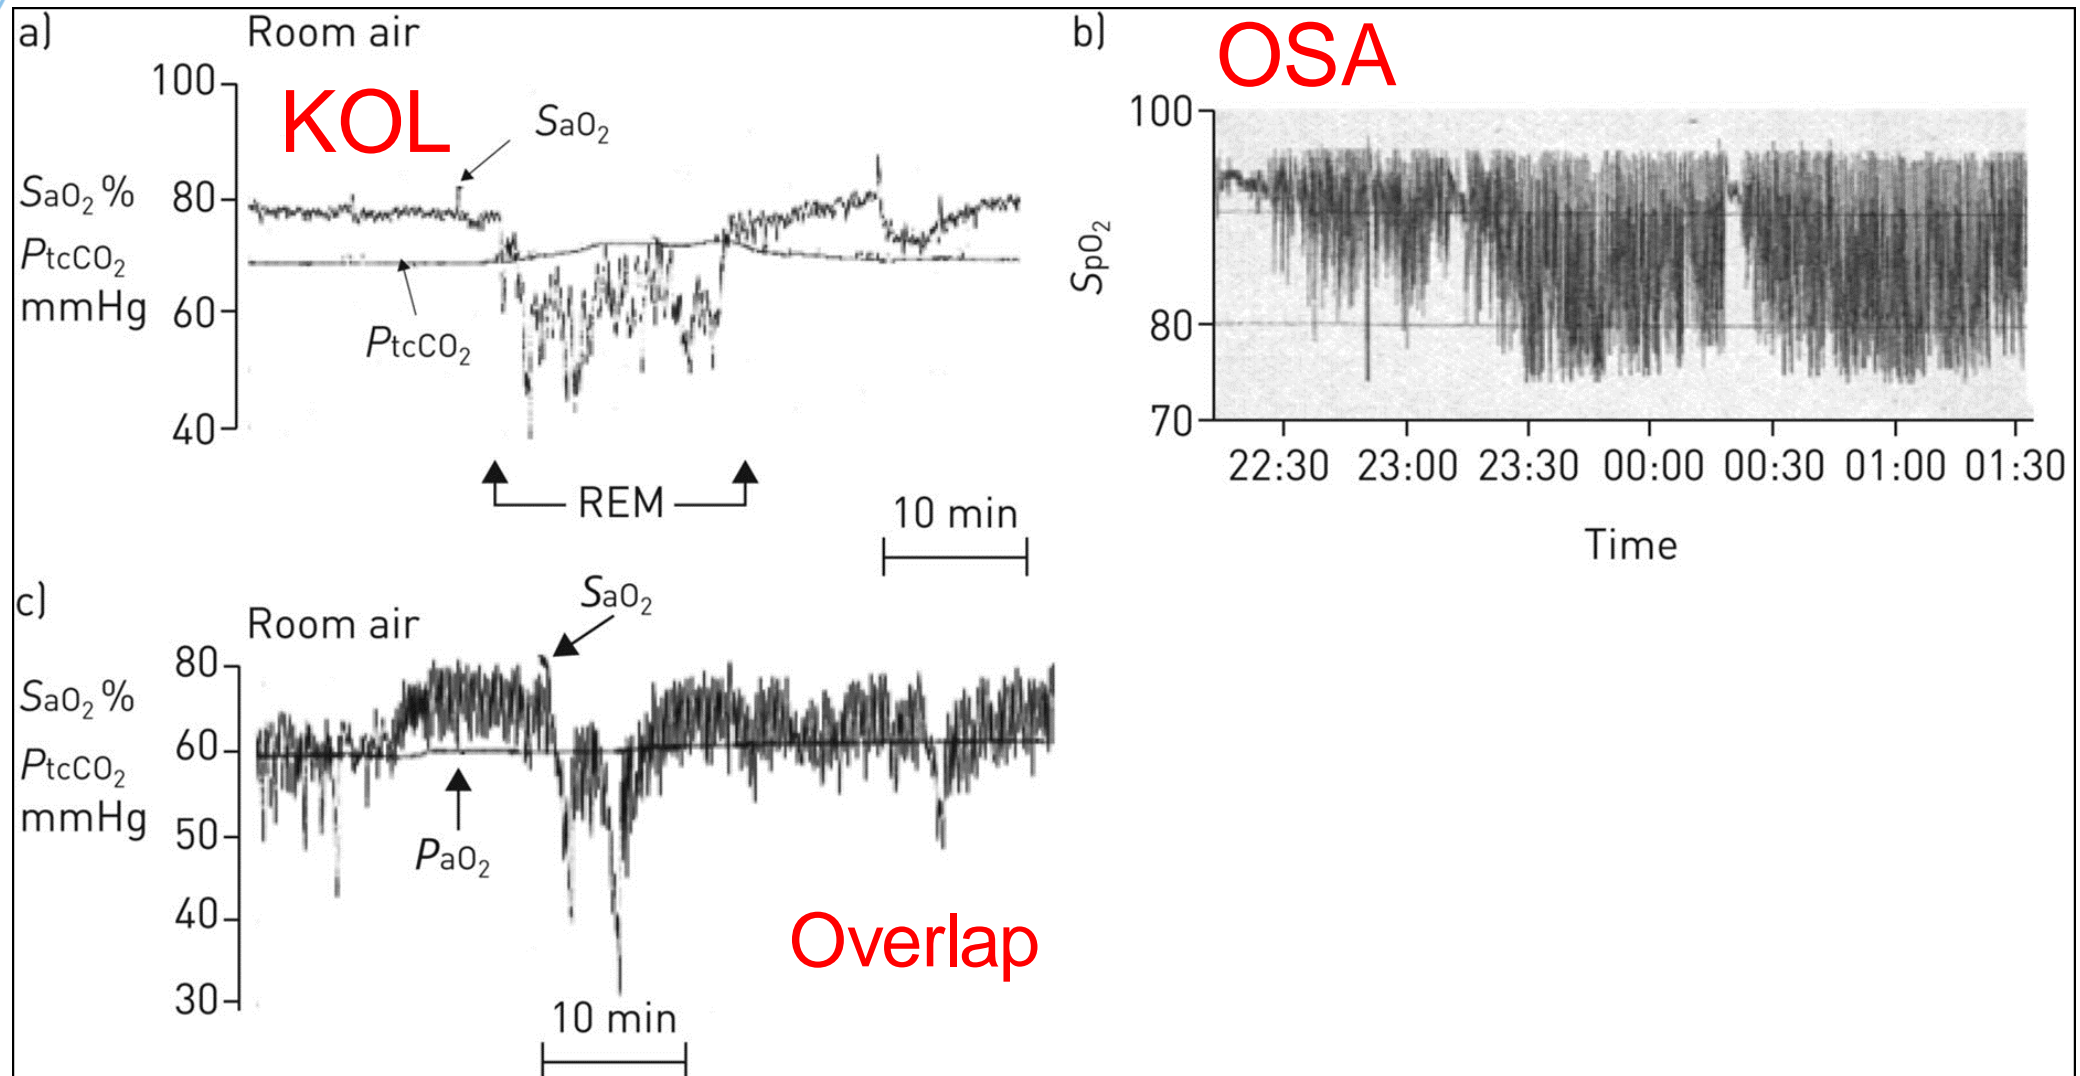 a)
Room air
KOL
100
80
60
40
SaO₂ %
PtcCO₂
mmHg
SaO₂
PtcCO₂
REM
10 min
b)
OSA
100
80
70
SpO₂
22:30 23:00 23:30 00:00 00:30 01:00 01:30
Time
c)
Room air
80
60
50
40
30
SaO₂ %
PtcCO₂
mmHg
SaO₂
PaO₂
Overlap
10 min